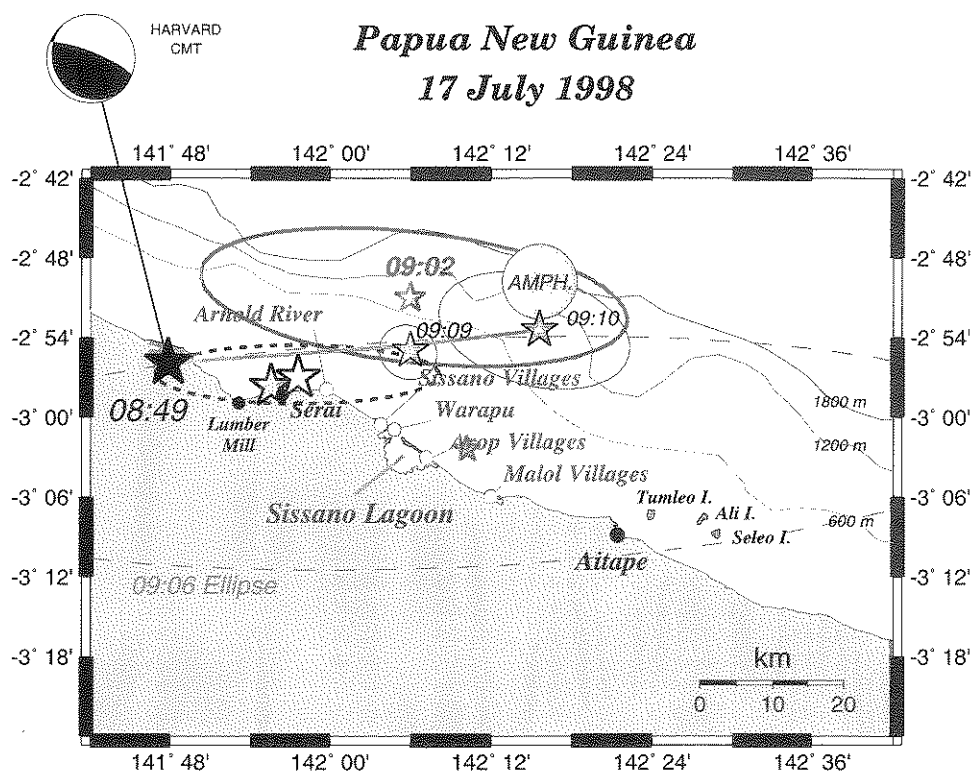 HARVARD
CMT
Papua New Guinea
17 July 1998
141° 48' 142° 00' 142° 12' 142° 24' 142° 36'
-2° 42' -2° 42'
-2° 48' -2° 48'
09:02
AMPH.
Arnold River
09:09 09:10
-2° 54' -2° 54'
Sissano Villages
08:49
Serai
Warapu
1800 m
-3° 00' -3° 00'
Lumber
Mill
Arop Villages
1200 m
Malol Villages
-3° 06' -3° 06'
Tumleo I.
Ali I.
600 m
Sissano Lagoon
Seleo I.
Aitape
-3° 12' -3° 12'
09:06 Ellipse
-3° 18' -3° 18'
km
0 10 20
141° 48' 142° 00' 142° 12' 142° 24' 142° 36'